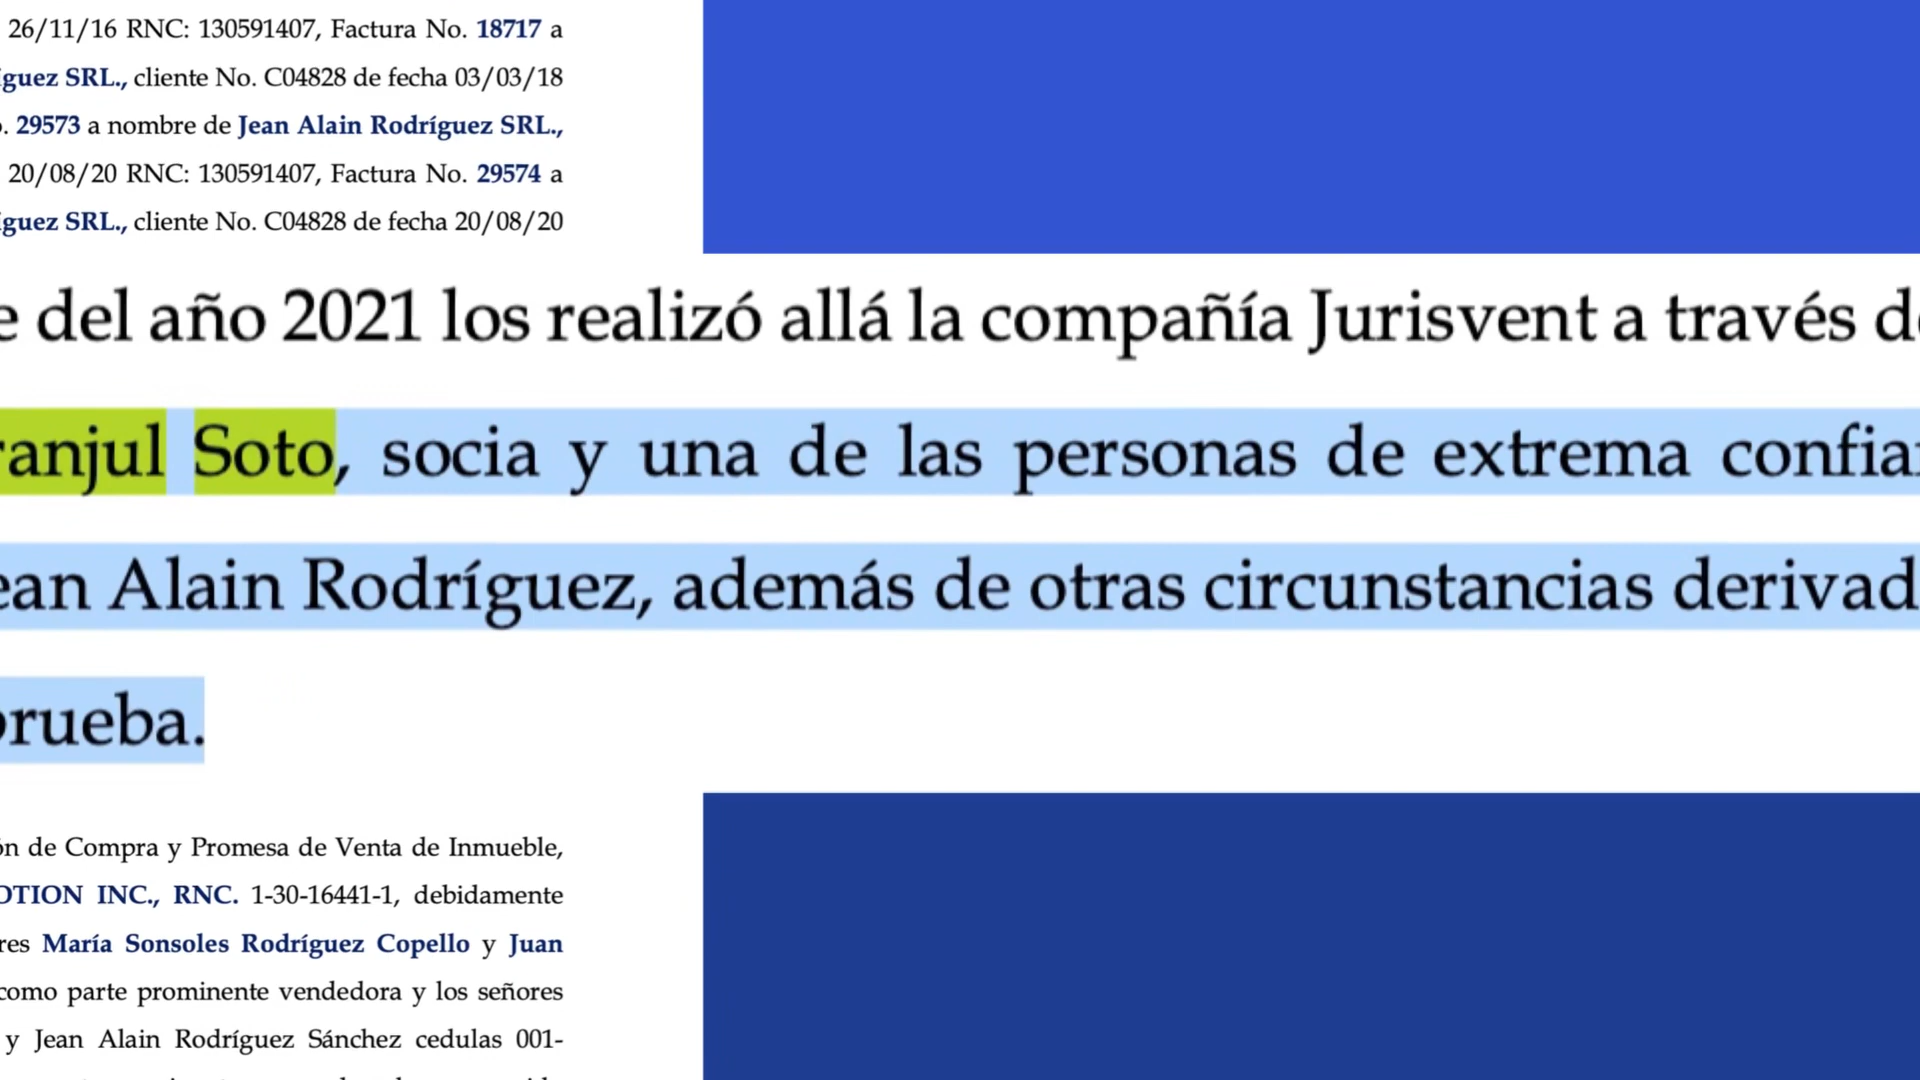 26/11/16 RNC: 130591407, Factura No. 18717 a
guez SRL., cliente No. C04828 de fecha 03/03/18
29573 a nombre de Jean Alain Rodríguez SRL.,
20/08/20 RNC: 130591407, Factura No. 29574 a
guez SRL., cliente No. C04828 de fecha 20/08/20
e del año 2021 los realizó allá la compañía Jurisvent a través de
ranjul Soto, socia y una de las personas de extrema confian
ean Alain Rodríguez, además de otras circunstancias derivad
prueba.
ón de Compra y Promesa de Venta de Inmueble,
OTION INC., RNC. 1-30-16441-1, debidamente
res María Sonsoles Rodríguez Copello y Juan
como parte prominente vendedora y los señores
y Jean Alain Rodríguez Sánchez cedulas 001-